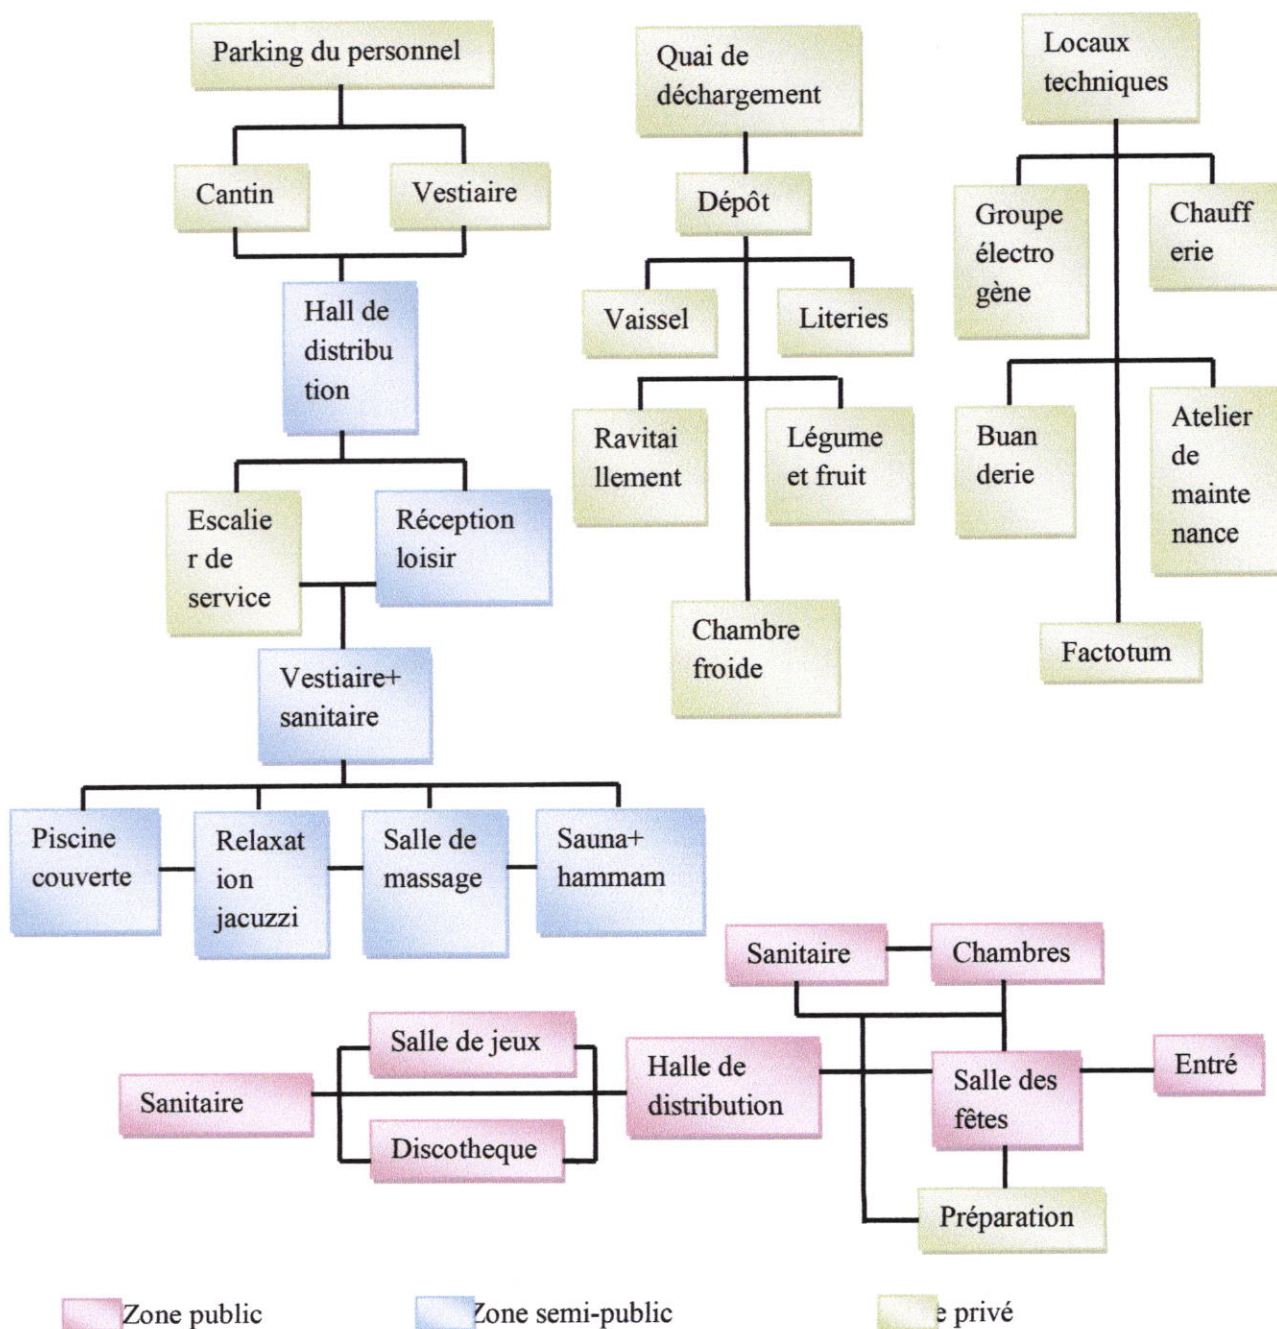 Parking du personnel
Cantin
Vestiaire
Hall de
distribu
tion
Escalie
r de
service
Réception
loisir
Vestiaire+
sanitaire
Piscine
couverte
Relaxat
ion
jacuzzi
Salle de
massage
Sauna+
hammam
Quai de
déchargement
Dépôt
Vaissel
Literies
Ravitai
llement
Légume
et fruit
Chambre
froide
Locaux
techniques
Groupe
électro
gène
Chauff
erie
Buan
derie
Atelier
de
mainte
nance
Factotum
Sanitaire
Chambres
Salle de jeux
Sanitaire
Discotheque
Halle de
distribution
Salle des
fêtes
Entré
Préparation
Zone public
Zone semi-public
e privé